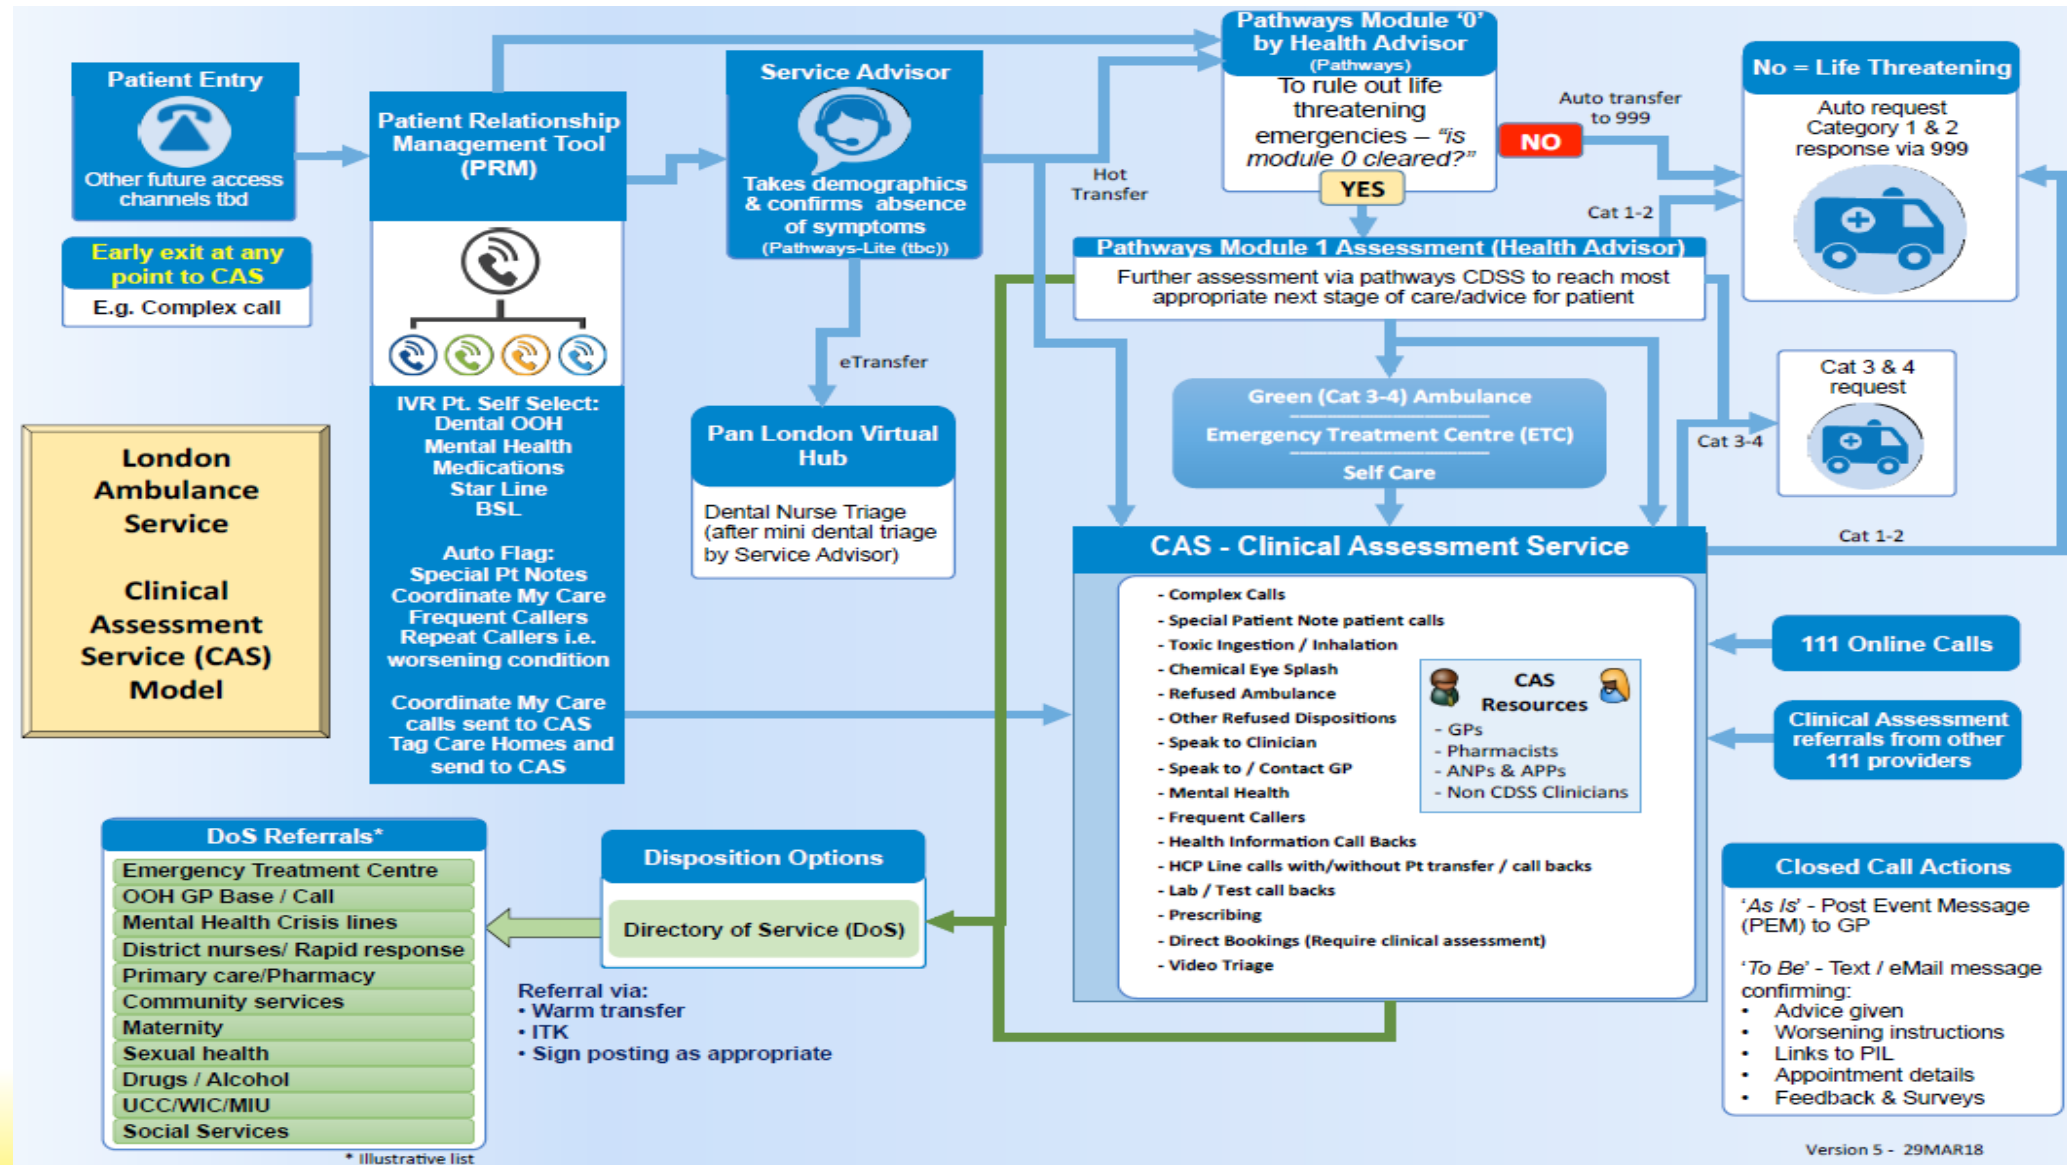 Patient Entry
Other future access
channels tbd
Early exit at any
point to CAS
E.g. Complex call
London
Ambulance
Service
Clinical
Assessment
Service (CAS)
Model
Patient Relationship
Management Tool
(PRM)
IVR Pt. Self Select:
Dental OOH
Mental Health
Medications
Star Line
BSL
Auto Flag:
Special Pt Notes
Coordinate My Care
Frequent Callers
Repeat Callers i.e.
worsening condition
Coordinate My Care
calls sent to CAS
Tag Care Homes and
send to CAS
Service Advisor
Takes demographics
& confirms absence
of symptoms
(Pathways-Lite (tbc))
eTransfer
Pan London Virtual
Hub
Dental Nurse Triage
(after mini dental triage
by Service Advisor)
Hot
Transfer
Pathways Module ‘0’
by Health Advisor
(Pathways)
To rule out life
threatening
emergencies – “is
module 0 cleared?”
NO
YES
Auto transfer
to 999
Cat 1-2
No = Life Threatening
Auto request
Category 1 & 2
response via 999
Pathways Module 1 Assessment (Health Advisor)
Further assessment via pathways CDSS to reach most
appropriate next stage of care/advice for patient
Green (Cat 3-4) Ambulance
Emergency Treatment Centre (ETC)
Self Care
Cat 3 & 4
request
Cat 3-4
Cat 1-2
CAS - Clinical Assessment Service
- Complex Calls
- Special Patient Note patient calls
- Toxic Ingestion / Inhalation
- Chemical Eye Splash
- Refused Ambulance
- Other Refused Dispositions
- Speak to Clinician
- Speak to / Contact GP
- Mental Health
- Frequent Callers
- Health Information Call Backs
- HCP Line calls with/without Pt transfer / call backs
- Lab / Test call backs
- Prescribing
- Direct Bookings (Require clinical assessment)
- Video Triage
CAS
Resources
- GPs
- Pharmacists
- ANPs & APPs
- Non CDSS Clinicians
111 Online Calls
Clinical Assessment
referrals from other
111 providers
DoS Referrals*
Emergency Treatment Centre
OOH GP Base / Call
Mental Health Crisis lines
District nurses/ Rapid response
Primary care/Pharmacy
Community services
Maternity
Sexual health
Drugs / Alcohol
UCC/WIC/MIU
Social Services
* Illustrative list
Disposition Options
Directory of Service (DoS)
Referral via:
• Warm transfer
• ITK
• Sign posting as appropriate
Closed Call Actions
‘As Is’ - Post Event Message
(PEM) to GP
‘To Be’ - Text / eMail message
confirming:
• Advice given
• Worsening instructions
• Links to PIL
• Appointment details
• Feedback & Surveys
Version 5 - 29MAR18